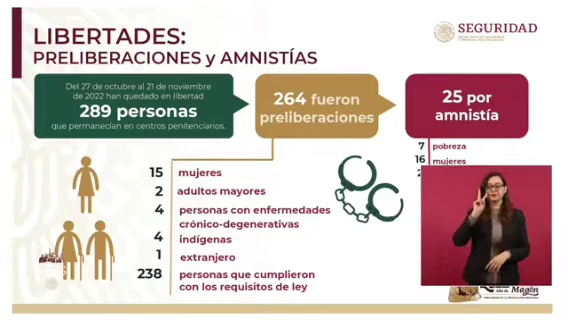 LIBERTADES:
PRELIBERACIONES y AMNISTÍAS
SEGURIDAD
Del 27 de octubre al 21 de noviembre
de 2022 han quedado en libertad
289 personas
que permanecían en centros penitenciarios.
264 fueron
preliberaciones
25 por
amnistía
7 pobreza
16 mujeres
15 mujeres
2 adultos mayores
4 personas con enfermedades
crónico-degenerativas
4 indígenas
1 extranjero
238 personas que cumplieron
con los requisitos de ley
Magón